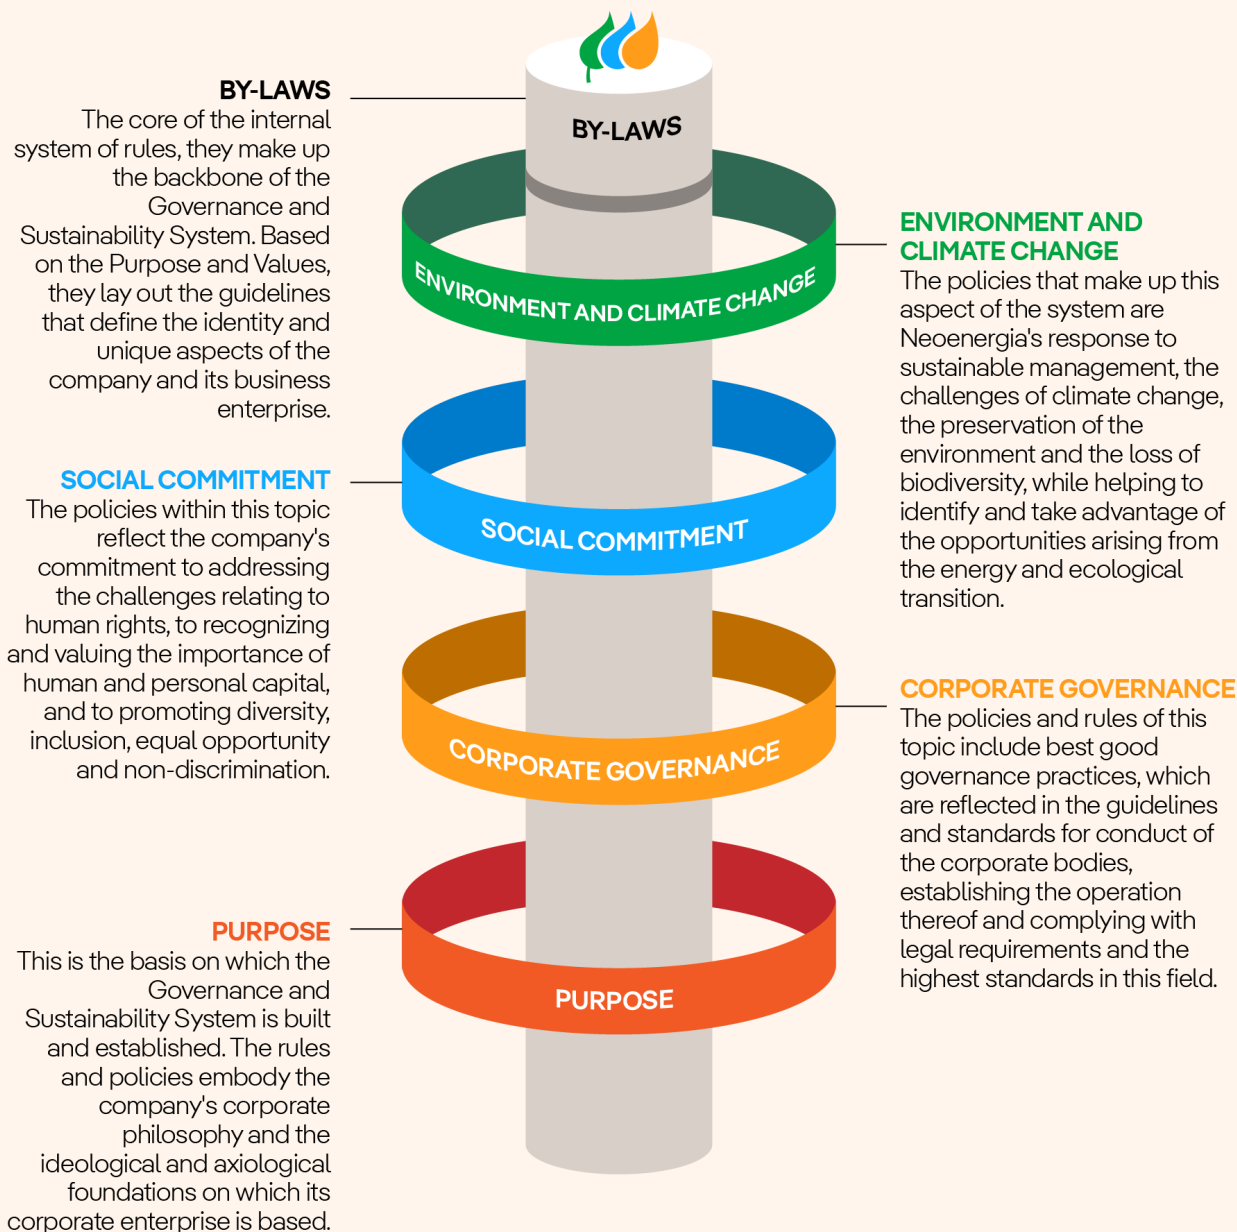 BY-LAWS
The core of the internal
system of rules, they make up
the backbone of the
Governance and
Sustainability System. Based
on the Purpose and Values,
they lay out the guidelines
that define the identity and
unique aspects of the
company and its business
enterprise.
SOCIAL COMMITMENT
The policies within this topic
reflect the company's
commitment to addressing
the challenges relating to
human rights, to recognizing
and valuing the importance of
human and personal capital,
and to promoting diversity,
inclusion, equal opportunity
and non-discrimination.
PURPOSE
This is the basis on which the
Governance and
Sustainability System is built
and established. The rules
and policies embody the
company's corporate
philosophy and the
ideological and axiological
foundations on which its
corporate enterprise is based.
BY-LAWS
ENVIRONMENT AND CLIMATE CHANGE
SOCIAL COMMITMENT
CORPORATE GOVERNANCE
PURPOSE
ENVIRONMENT AND
CLIMATE CHANGE
The policies that make up this
aspect of the system are
Neoenergia's response to
sustainable management, the
challenges of climate change,
the preservation of the
environment and the loss of
biodiversity, while helping to
identify and take advantage of
the opportunities arising from
the energy and ecological
transition.
CORPORATE GOVERNANCE
The policies and rules of this
topic include best good
governance practices, which
are reflected in the guidelines
and standards for conduct of
the corporate bodies,
establishing the operation
thereof and complying with
legal requirements and the
highest standards in this field.